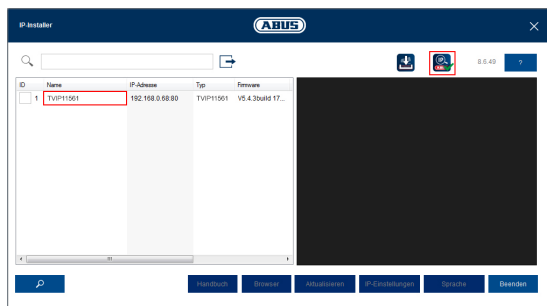 IP-Installer
ABUS
8.6.49
?
ID Name IP-Adresse Typ Firmware
1 TVIP11561 192.168.0.68:80 TVIP11561 V5.4.3build 17...
Handbuch Browser Aktualisieren IP-Einstellungen Sprache Beenden